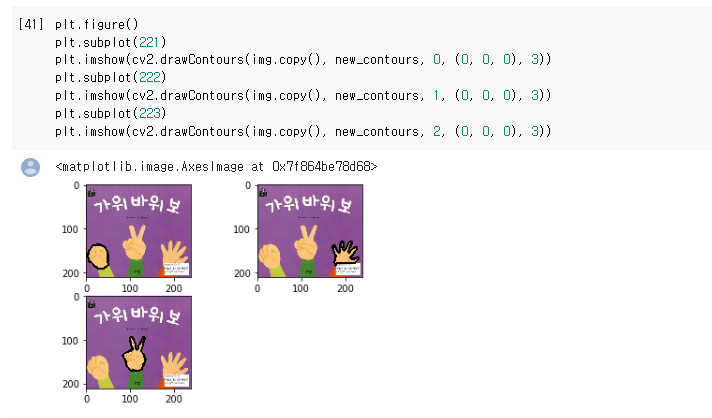 [41] plt.figure()
plt.subplot(221)
plt.imshow(cv2.drawContours(img.copy(), new_contours, 0, (0, 0, 0), 3))
plt.subplot(222)
plt.imshow(cv2.drawContours(img.copy(), new_contours, 1, (0, 0, 0), 3))
plt.subplot(223)
plt.imshow(cv2.drawContours(img.copy(), new_contours, 2, (0, 0, 0), 3))
<matplotlib.image.AxesImage at 0x7f864be78d68>
0
100
200
0 100 200
가위 바위 보
0
100
200
0 100 200
가위 바위 보
0
100
200
0 100 200
가위 바위 보